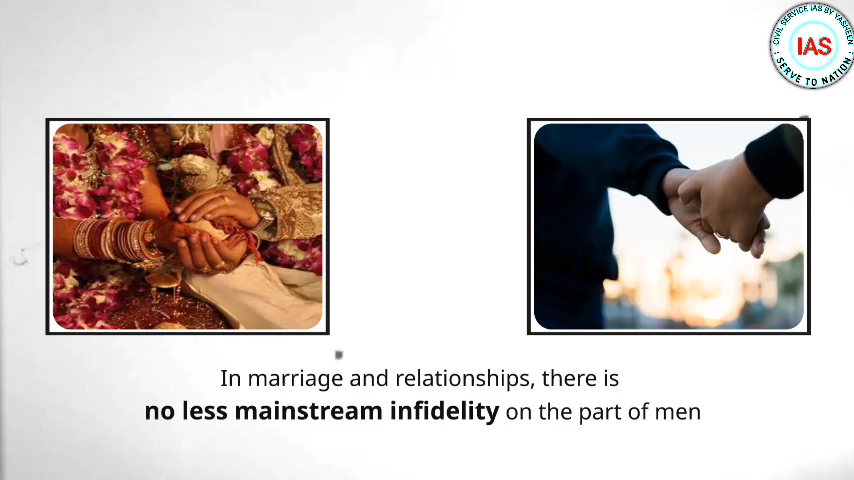 CIVIL SERVICE IAS BY YASHEEN
IAS
SERVE TO NATION
In marriage and relationships, there is
no less mainstream infidelity on the part of men